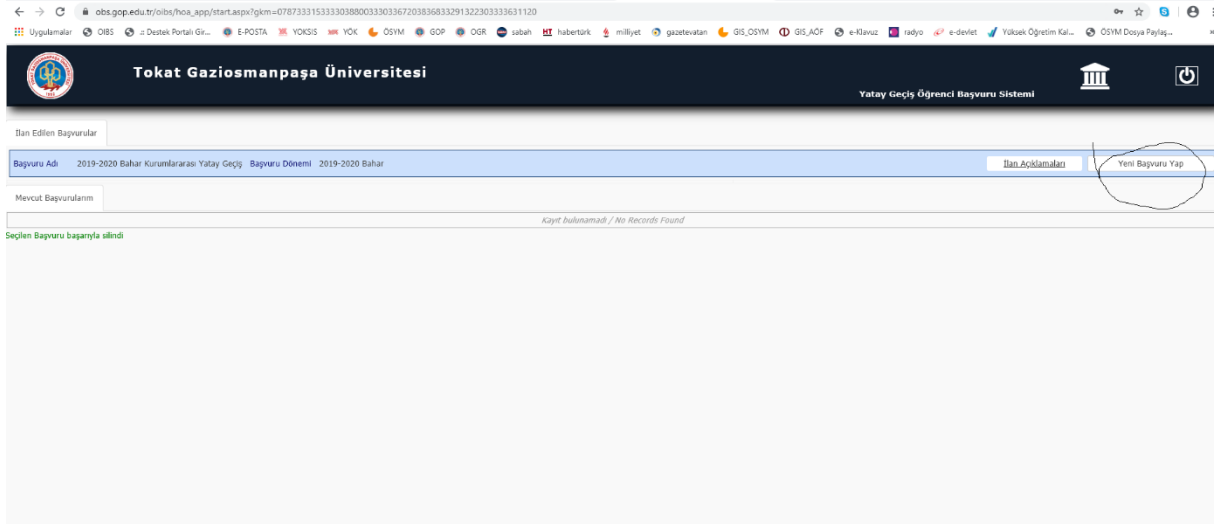 obs.gop.edu.tr/oibs/hoa_app/start.aspx?gkm=07873331533330388003330336720383683329132230333363​1120
Uygulamalar OIBS :: Destek Portalı Gir... E-POSTA YOKSIS YÖK ÖSYM GOP OGR sabah HT habertürk milliyet gazetevatan GIS_OSYM GIS_AÖF e-Klavuz radyo e-devlet Yüksek Öğretim Kal... ÖSYM Dosya Paylaş...
Tokat Gaziosmanpaşa Üniversitesi
Yatay Geçiş Öğrenci Başvuru Sistemi
İlan Edilen Başvurular
Başvuru Adı 2019-2020 Bahar Kurumlararası Yatay Geçiş Başvuru Dönemi 2019-2020 Bahar İlan Açıklamaları Yeni Başvuru Yap
Mevcut Başvurularım
Kayıt bulunamadı / No Records Found
Seçilen Başvuru başarıyla silindi